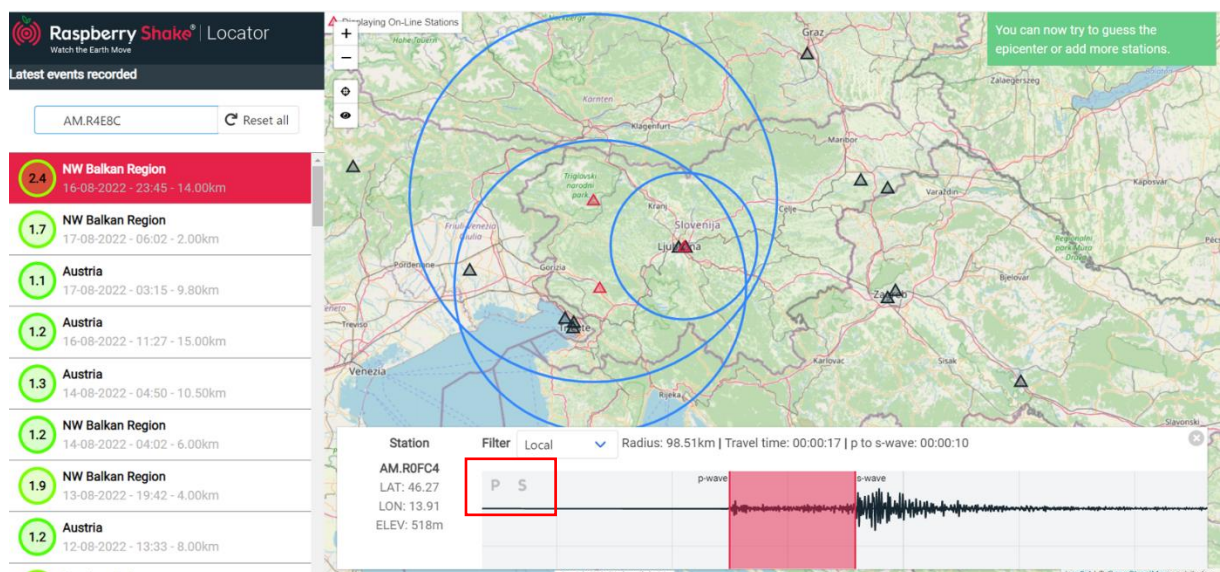 Raspberry Shake® | Locator
Watch the Earth Move
Latest events recorded
AM.R4E8C
Reset all
2.4
NW Balkan Region
16-08-2022 - 23:45 - 14.00km
1.7
NW Balkan Region
17-08-2022 - 06:02 - 2.00km
1.1
Austria
17-08-2022 - 03:15 - 9.80km
1.2
Austria
16-08-2022 - 11:27 - 15.00km
1.3
Austria
14-08-2022 - 04:50 - 10.50km
1.2
NW Balkan Region
14-08-2022 - 04:02 - 6.00km
1.9
NW Balkan Region
13-08-2022 - 19:42 - 4.00km
1.2
Austria
12-08-2022 - 13:33 - 8.00km
Displaying On-Line Stations
+
−
You can now try to guess the
epicenter or add more stations.
Hohe Tauern
Graz
Zalaegerszeg
Kärnten
Klagenfurt
Maribor
Triglavski
narodni
park
Kranj
Celje
Varaždin
Kaposvár
Slovenija
Friuli-Venezia
Giulia
Pordenone
Gorizia
Bjelovar
Treviso
Venezia
Karlovac
Sisak
Rijeka
Slavonski
Station
AM.R0FC4
LAT: 46.27
LON: 13.91
ELEV: 518m
Filter
Local
Radius: 98.51km | Travel time: 00:00:17 | p to s-wave: 00:00:10
P S
p-wave
s-wave